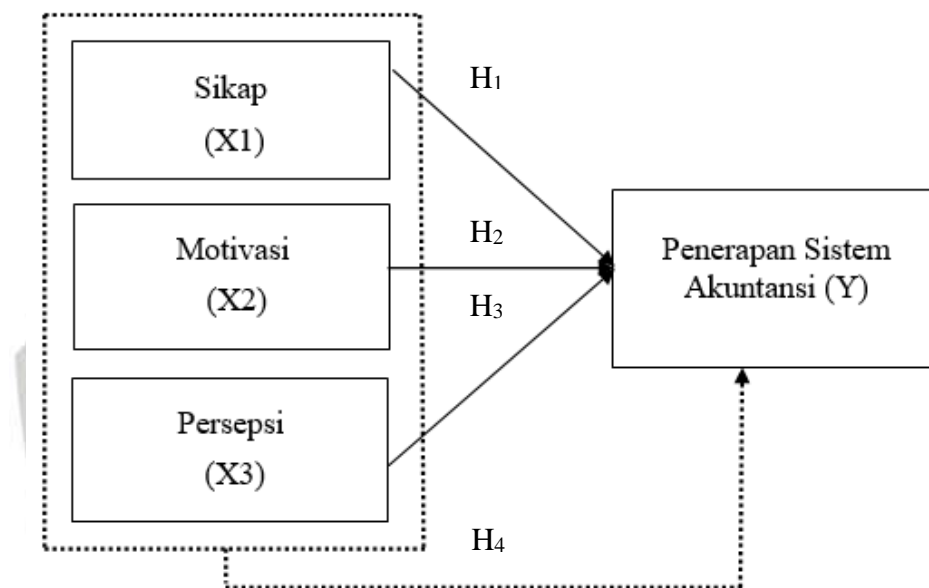 Sikap
(X1)
H1
Motivasi
(X2)
H2
H3
Persepsi
(X3)
H4
Penerapan Sistem
Akuntansi (Y)